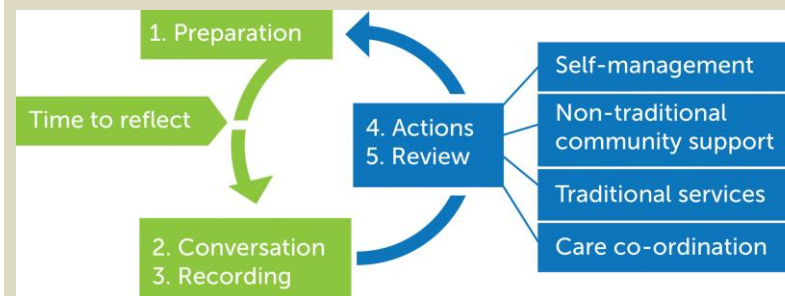 1. Preparation
Time to reflect
2. Conversation
3. Recording
4. Actions
5. Review
Self-management
Non-traditional
community support
Traditional services
Care co-ordination